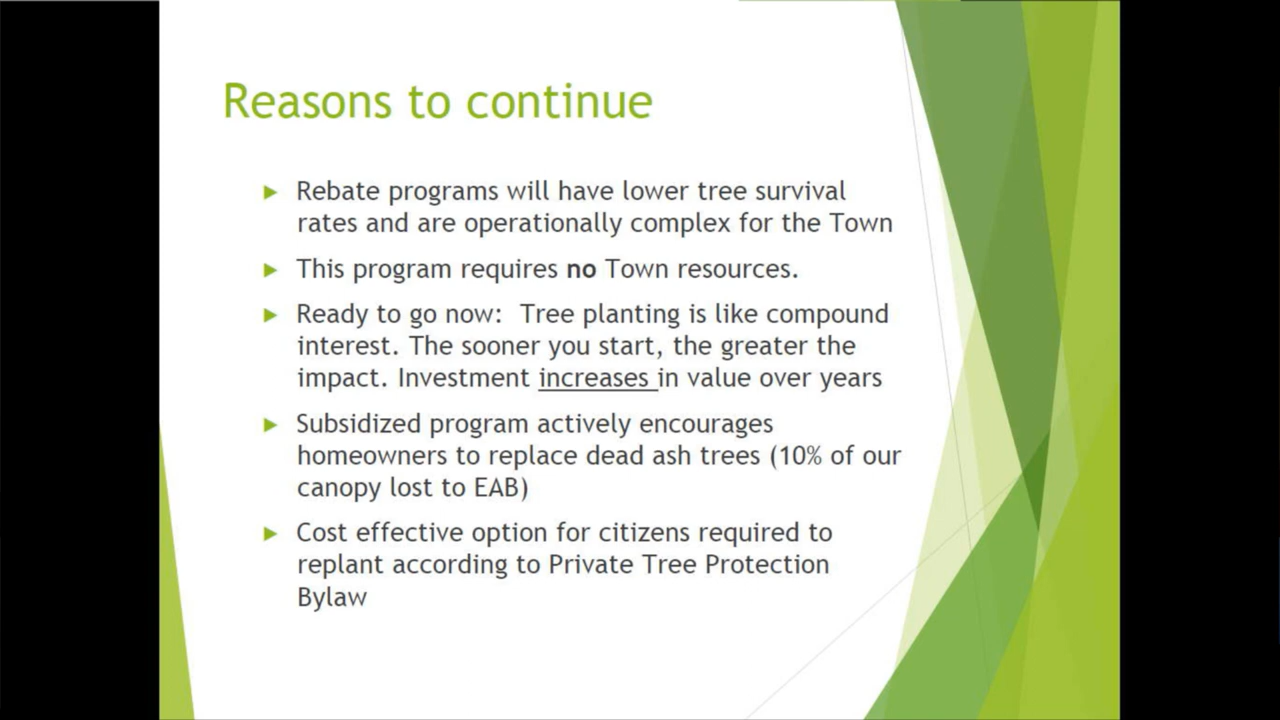 Reasons to continue
Rebate programs will have lower tree survival
rates and are operationally complex for the Town
This program requires no Town resources.
Ready to go now:  Tree planting is like compound
interest. The sooner you start, the greater the
impact. Investment increases in value over years
Subsidized program actively encourages
homeowners to replace dead ash trees (10% of our
canopy lost to EAB)
Cost effective option for citizens required to
replant according to Private Tree Protection
Bylaw